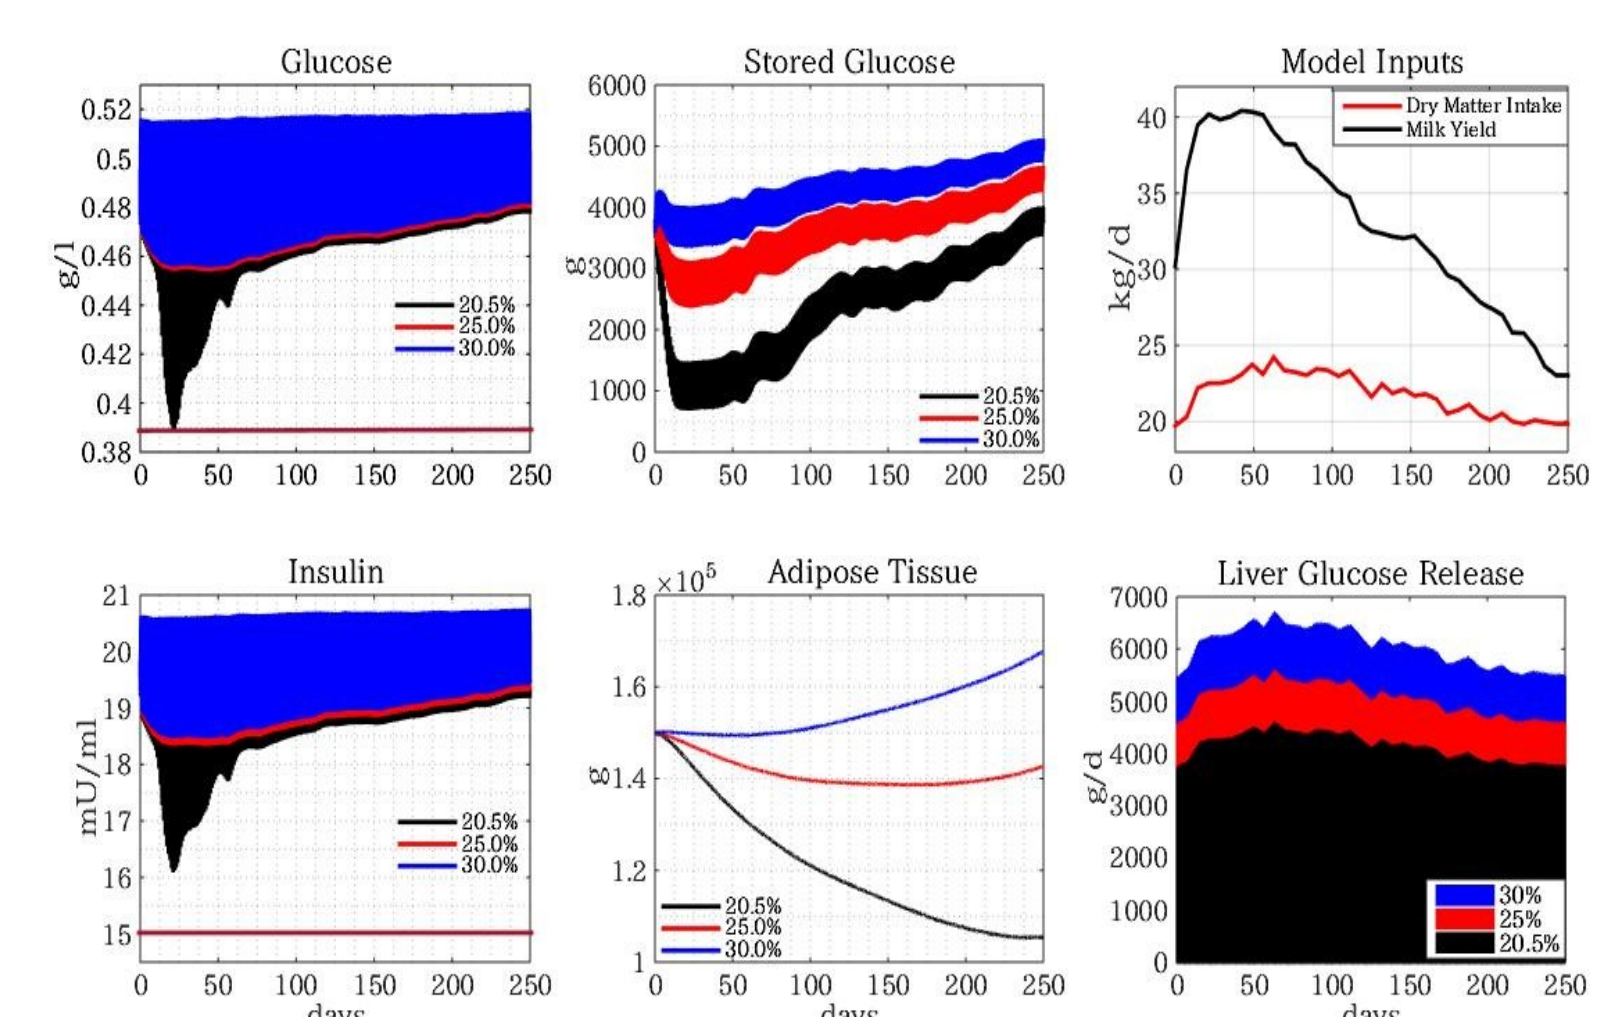 Glucose
0.52
0.5
0.48
0.46
0.44
0.42
0.4
0.38
g/l
20.5%
25.0%
30.0%
0 50 100 150 200 250
Stored Glucose
6000
5000
4000
3000
2000
1000
0
g
20.5%
25.0%
30.0%
0 50 100 150 200 250
Model Inputs
40
35
30
25
20
kg/d
Dry Matter Intake
Milk Yield
0 50 100 150 200 250
Insulin
21
20
19
18
17
16
15
mU/ml
20.5%
25.0%
30.0%
0 50 100 150 200 250
days
Adipose Tissue
×10⁵
1.8
1.6
1.4
1.2
1
g
20.5%
25.0%
30.0%
0 50 100 150 200 250
days
Liver Glucose Release
7000
6000
5000
4000
3000
2000
1000
0
g/d
30%
25%
20.5%
0 50 100 150 200 250
days